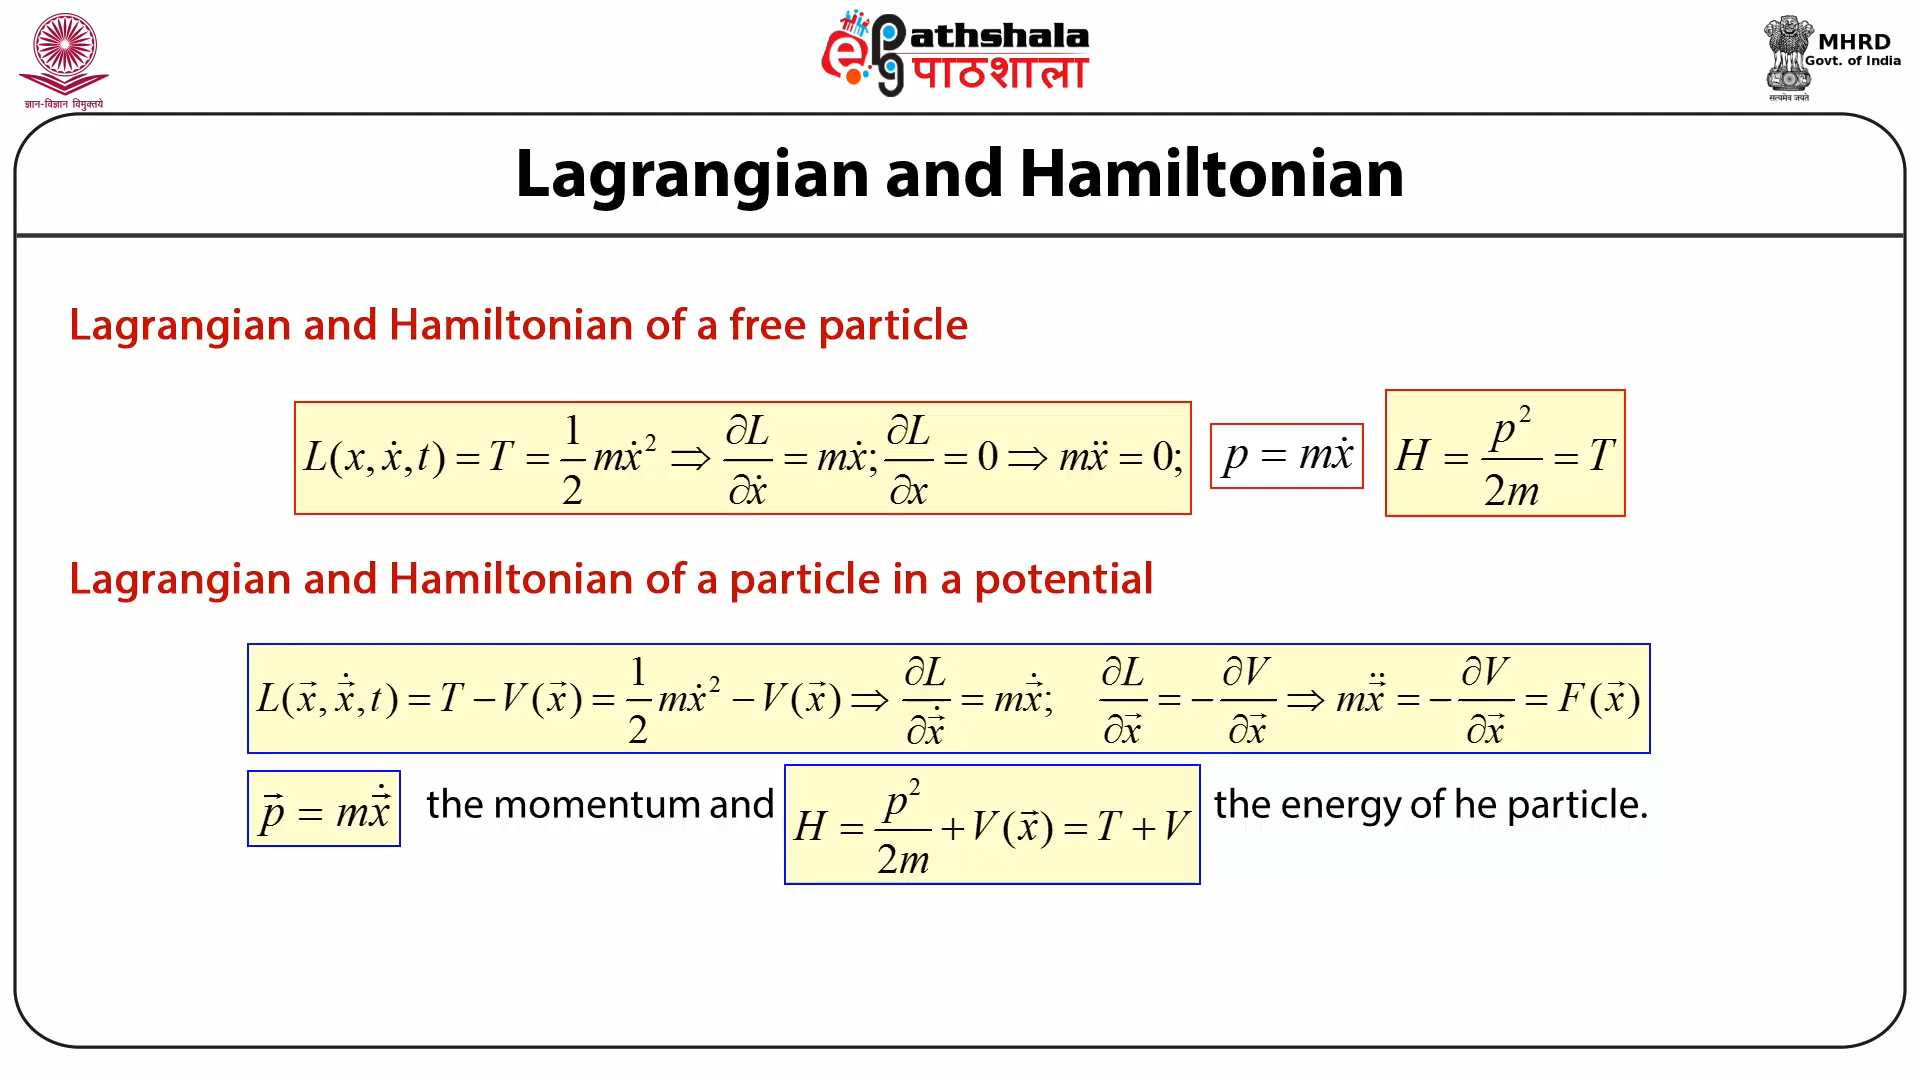 ज्ञान-विज्ञान विमुक्तये
ePathshala
पाठशाला
सत्यमेव जयते
MHRD
Govt. of India
Lagrangian and Hamiltonian
Lagrangian and Hamiltonian of a free particle
L(x, ẋ, t) = T = 1/2 mẋ² ⇒ ∂L/∂ẋ = mẋ; ∂L/∂x = 0 ⇒ mẍ = 0; p = mẋ H = p²/2m = T
Lagrangian and Hamiltonian of a particle in a potential
L(x⃗, ẋ⃗, t) = T − V(x⃗) = 1/2 mẋ² − V(x⃗) ⇒ ∂L/∂ẋ⃗ = mẋ⃗; ∂L/∂x⃗ = −∂V/∂x⃗ ⇒ mẍ⃗ = −∂V/∂x⃗ = F(x⃗)
p⃗ = mẋ⃗ the momentum and H = p²/2m + V(x⃗) = T + V the energy of he particle.